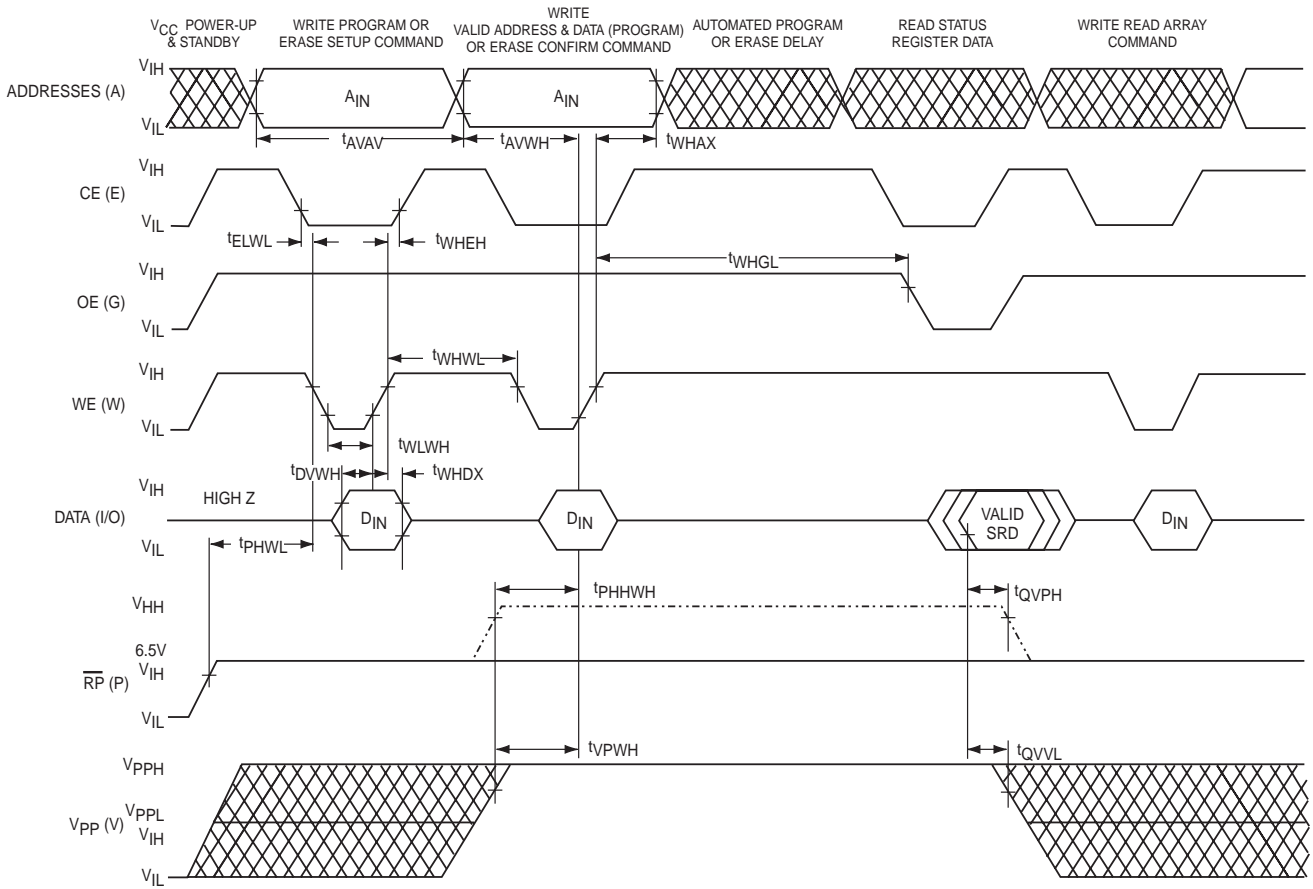 VCC POWER-UP
& STANDBY
WRITE PROGRAM OR
ERASE SETUP COMMAND
WRITE
VALID ADDRESS & DATA (PROGRAM)
OR ERASE CONFIRM COMMAND
AUTOMATED PROGRAM
OR ERASE DELAY
READ STATUS
REGISTER DATA
WRITE READ ARRAY
COMMAND
VIH
ADDRESSES (A)
AIN
AIN
VIL
tAVAV
tAVWH
tWHAX
VIH
CE (E)
VIL
tELWL
tWHEH
VIH
tWHGL
OE (G)
VIL
VIH
tWHWL
WE (W)
VIL
tWLWH
tDVWH
tWHDX
VIH
HIGH Z
DATA (I/O)
DIN
DIN
VALID
SRD
DIN
VIL
tPHWL
VHH
tPHHWH
tQVPH
6.5V
VIH
RP (P)
VIL
tVPWH
tQVVL
VPPH
VPPL
VPP (V)
VIH
VIL